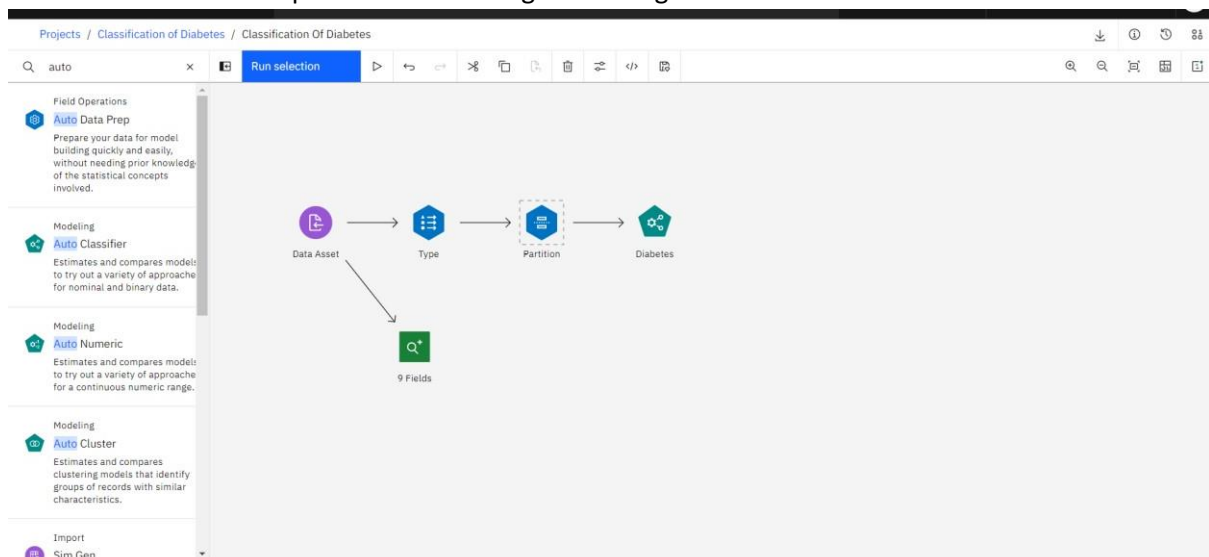 Projects / Classification of Diabetes / Classification Of Diabetes
auto
Run selection
Field Operations
Auto Data Prep
Prepare your data for model
building quickly and easily,
without needing prior knowledg
of the statistical concepts
involved.
Modeling
Auto Classifier
Estimates and compares models
to try out a variety of approache
for nominal and binary data.
Modeling
Auto Numeric
Estimates and compares models
to try out a variety of approache
for a continuous numeric range.
Modeling
Auto Cluster
Estimates and compares
clustering models that identify
groups of records with similar
characteristics.
Import
Sim Gen
Data Asset
Type
Partition
Diabetes
9 Fields